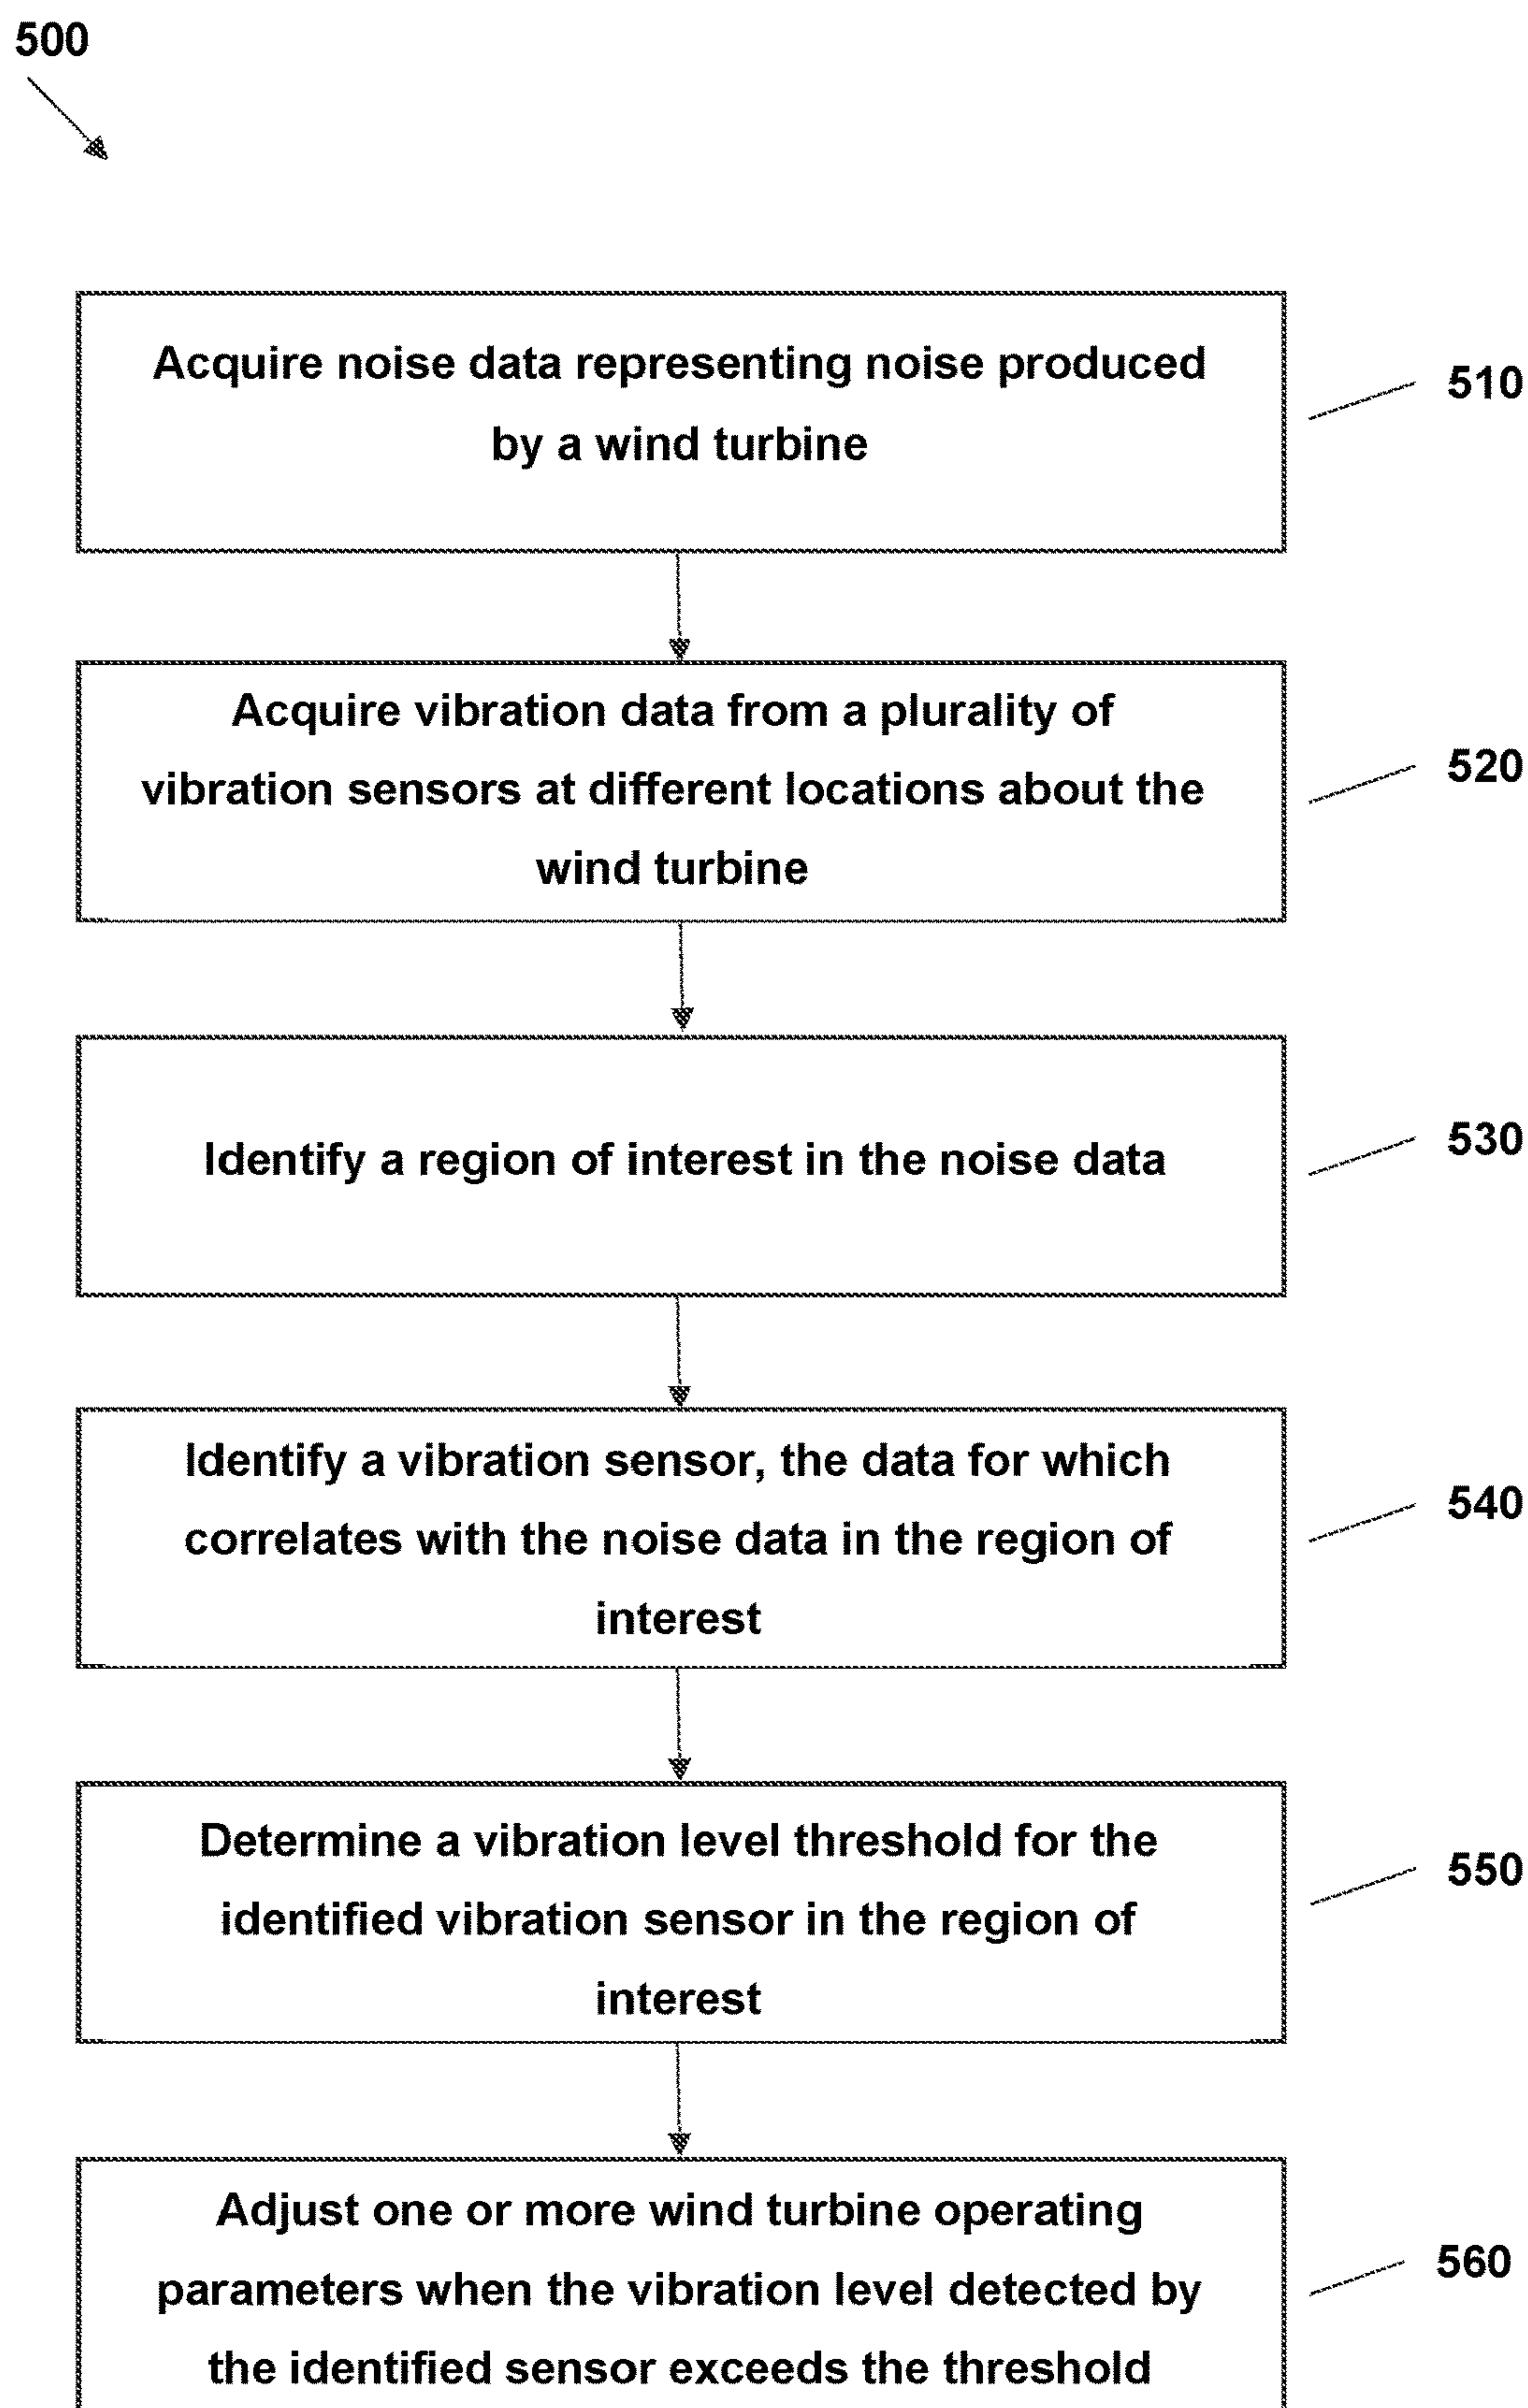 500
Acquire noise data representing noise produced
by a wind turbine
510
Acquire vibration data from a plurality of
vibration sensors at different locations about the
wind turbine
520
Identify a region of interest in the noise data
530
Identify a vibration sensor, the data for which
correlates with the noise data in the region of
interest
540
Determine a vibration level threshold for the
identified vibration sensor in the region of
interest
550
Adjust one or more wind turbine operating
parameters when the vibration level detected by
the identified sensor exceeds the threshold
560